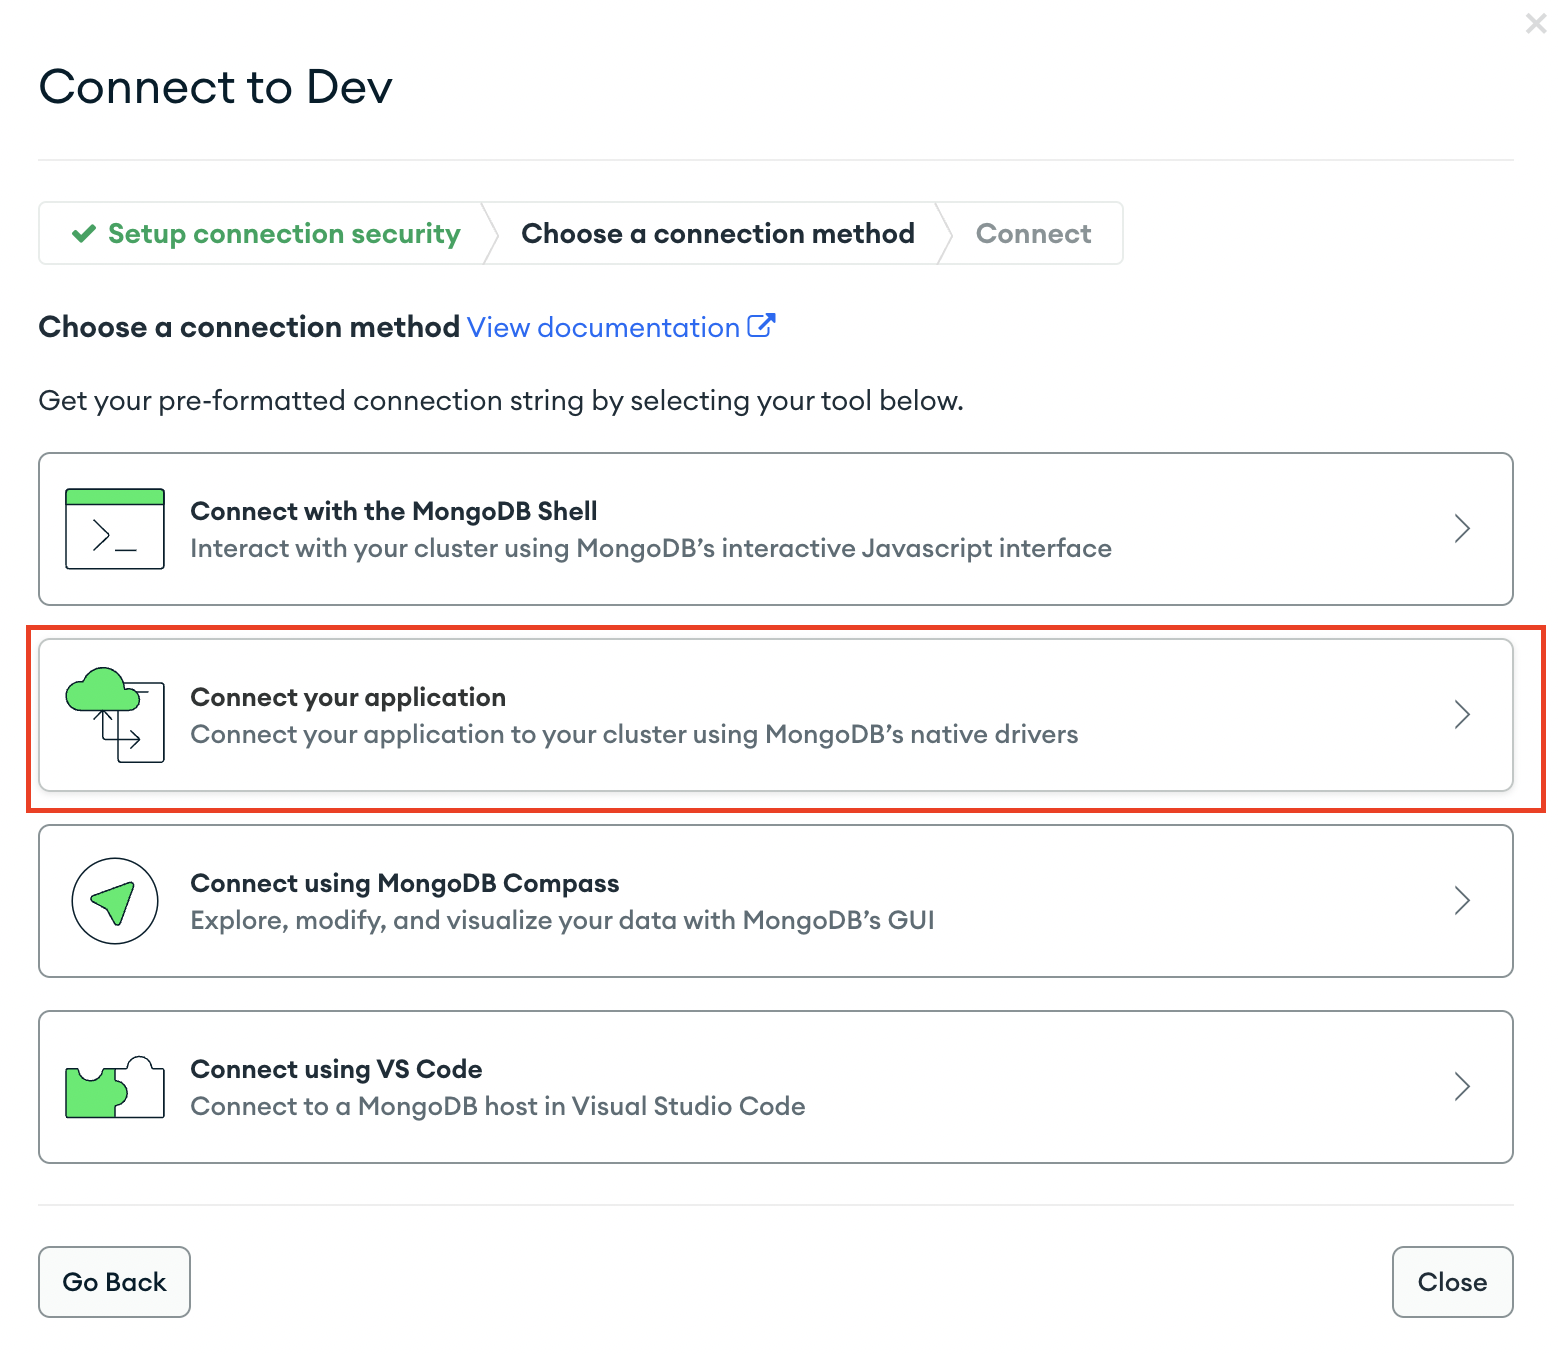 Connect to Dev
Setup connection security
Choose a connection method
Connect
Choose a connection method View documentation
Get your pre-formatted connection string by selecting your tool below.
Connect with the MongoDB Shell
Interact with your cluster using MongoDB’s interactive Javascript interface
Connect your application
Connect your application to your cluster using MongoDB’s native drivers
Connect using MongoDB Compass
Explore, modify, and visualize your data with MongoDB’s GUI
Connect using VS Code
Connect to a MongoDB host in Visual Studio Code
Go Back
Close